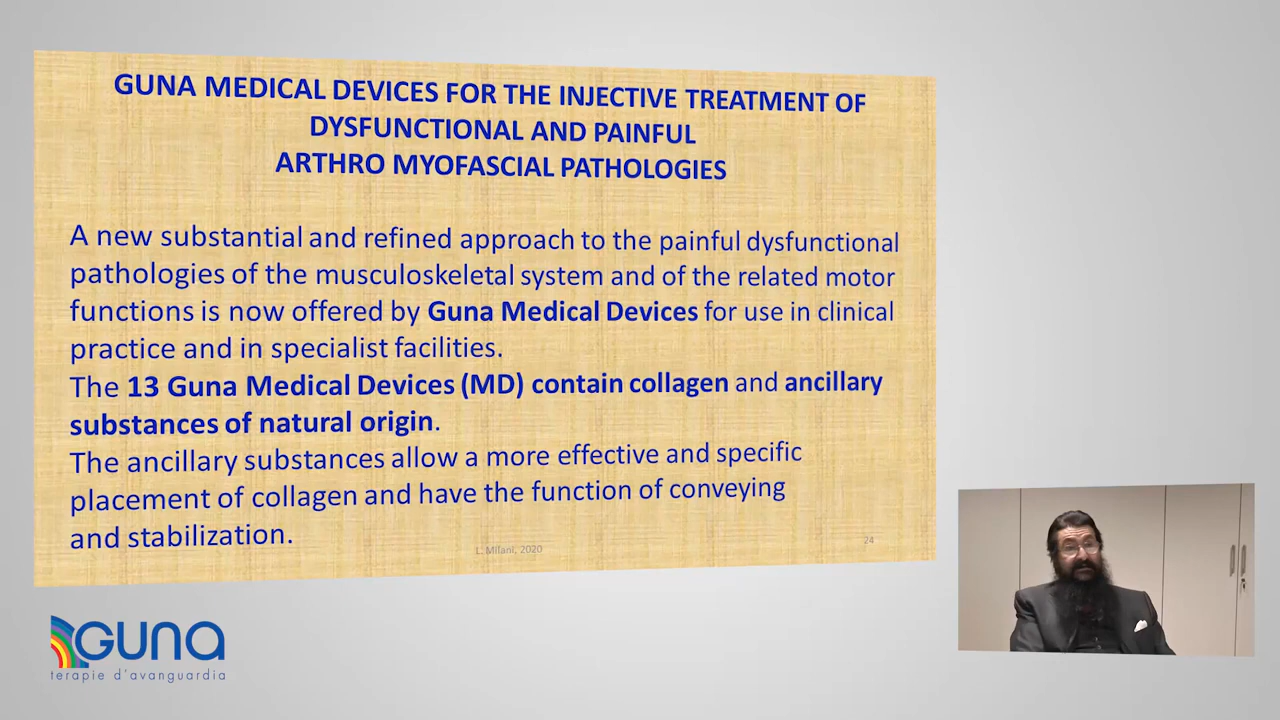 GUNA MEDICAL DEVICES FOR THE INJECTIVE TREATMENT OF
DYSFUNCTIONAL AND PAINFUL
ARTHRO MYOFASCIAL PATHOLOGIES
A new substantial and refined approach to the painful dysfunctional
pathologies of the musculoskeletal system and of the related motor
functions is now offered by Guna Medical Devices for use in clinical
practice and in specialist facilities.
The 13 Guna Medical Devices (MD) contain collagen and ancillary
substances of natural origin.
The ancillary substances allow a more effective and specific
placement of collagen and have the function of conveying
and stabilization.
L. Milani, 2020
24
GUNA
terapie d'avanguardia